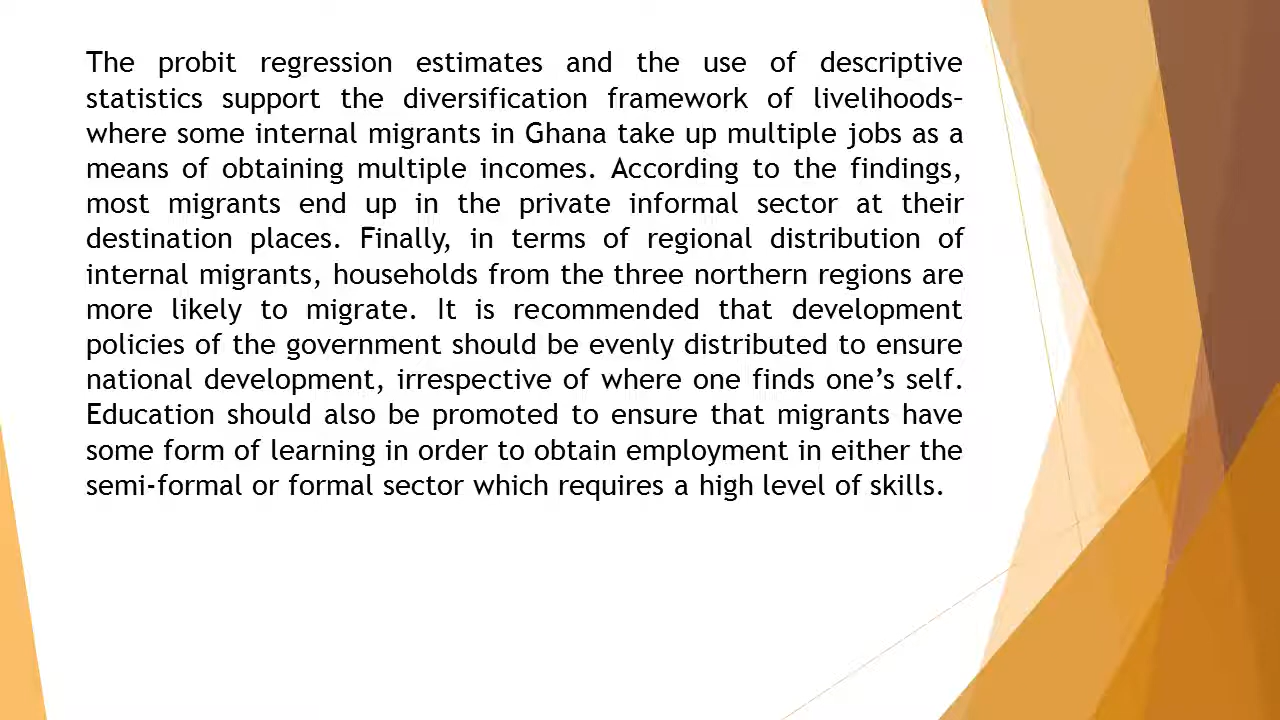 The probit regression estimates and the use of descriptive
statistics support the diversification framework of livelihoods–
where some internal migrants in Ghana take up multiple jobs as a
means of obtaining multiple incomes. According to the findings,
most migrants end up in the private informal sector at their
destination places. Finally, in terms of regional distribution of
internal migrants, households from the three northern regions are
more likely to migrate. It is recommended that development
policies of the government should be evenly distributed to ensure
national development, irrespective of where one finds one’s self.
Education should also be promoted to ensure that migrants have
some form of learning in order to obtain employment in either the
semi-formal or formal sector which requires a high level of skills.